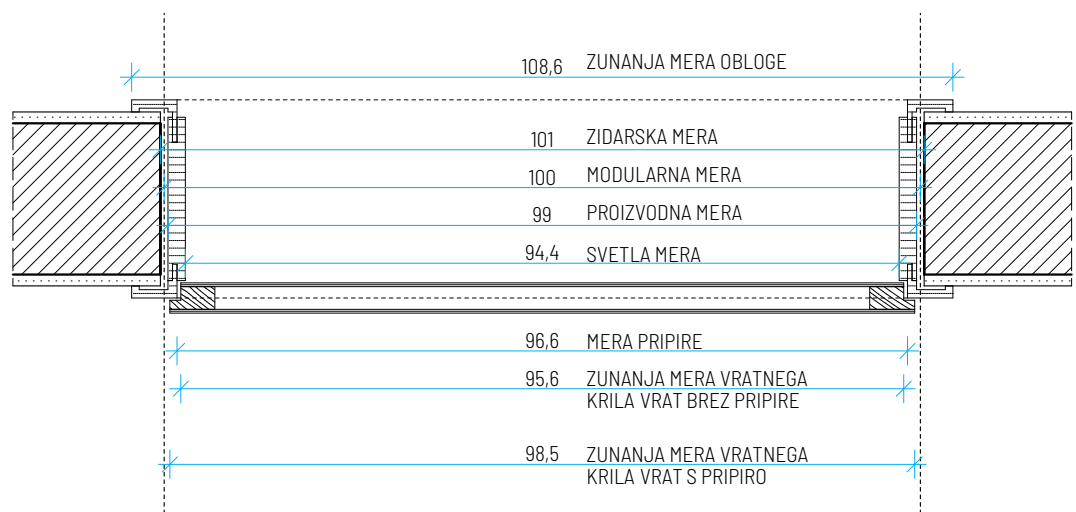 108,6 ZUNANJA MERA OBLOGE
101 ZIDARSKA MERA
100 MODULARNA MERA
99 PROIZVODNA MERA
94,4 SVETLA MERA
96,6 MERA PRIPIRE
95,6 ZUNANJA MERA VRATNEGA
KRILA VRAT BREZ PRIPIRE
98,5 ZUNANJA MERA VRATNEGA
KRILA VRAT S PRIPIRO